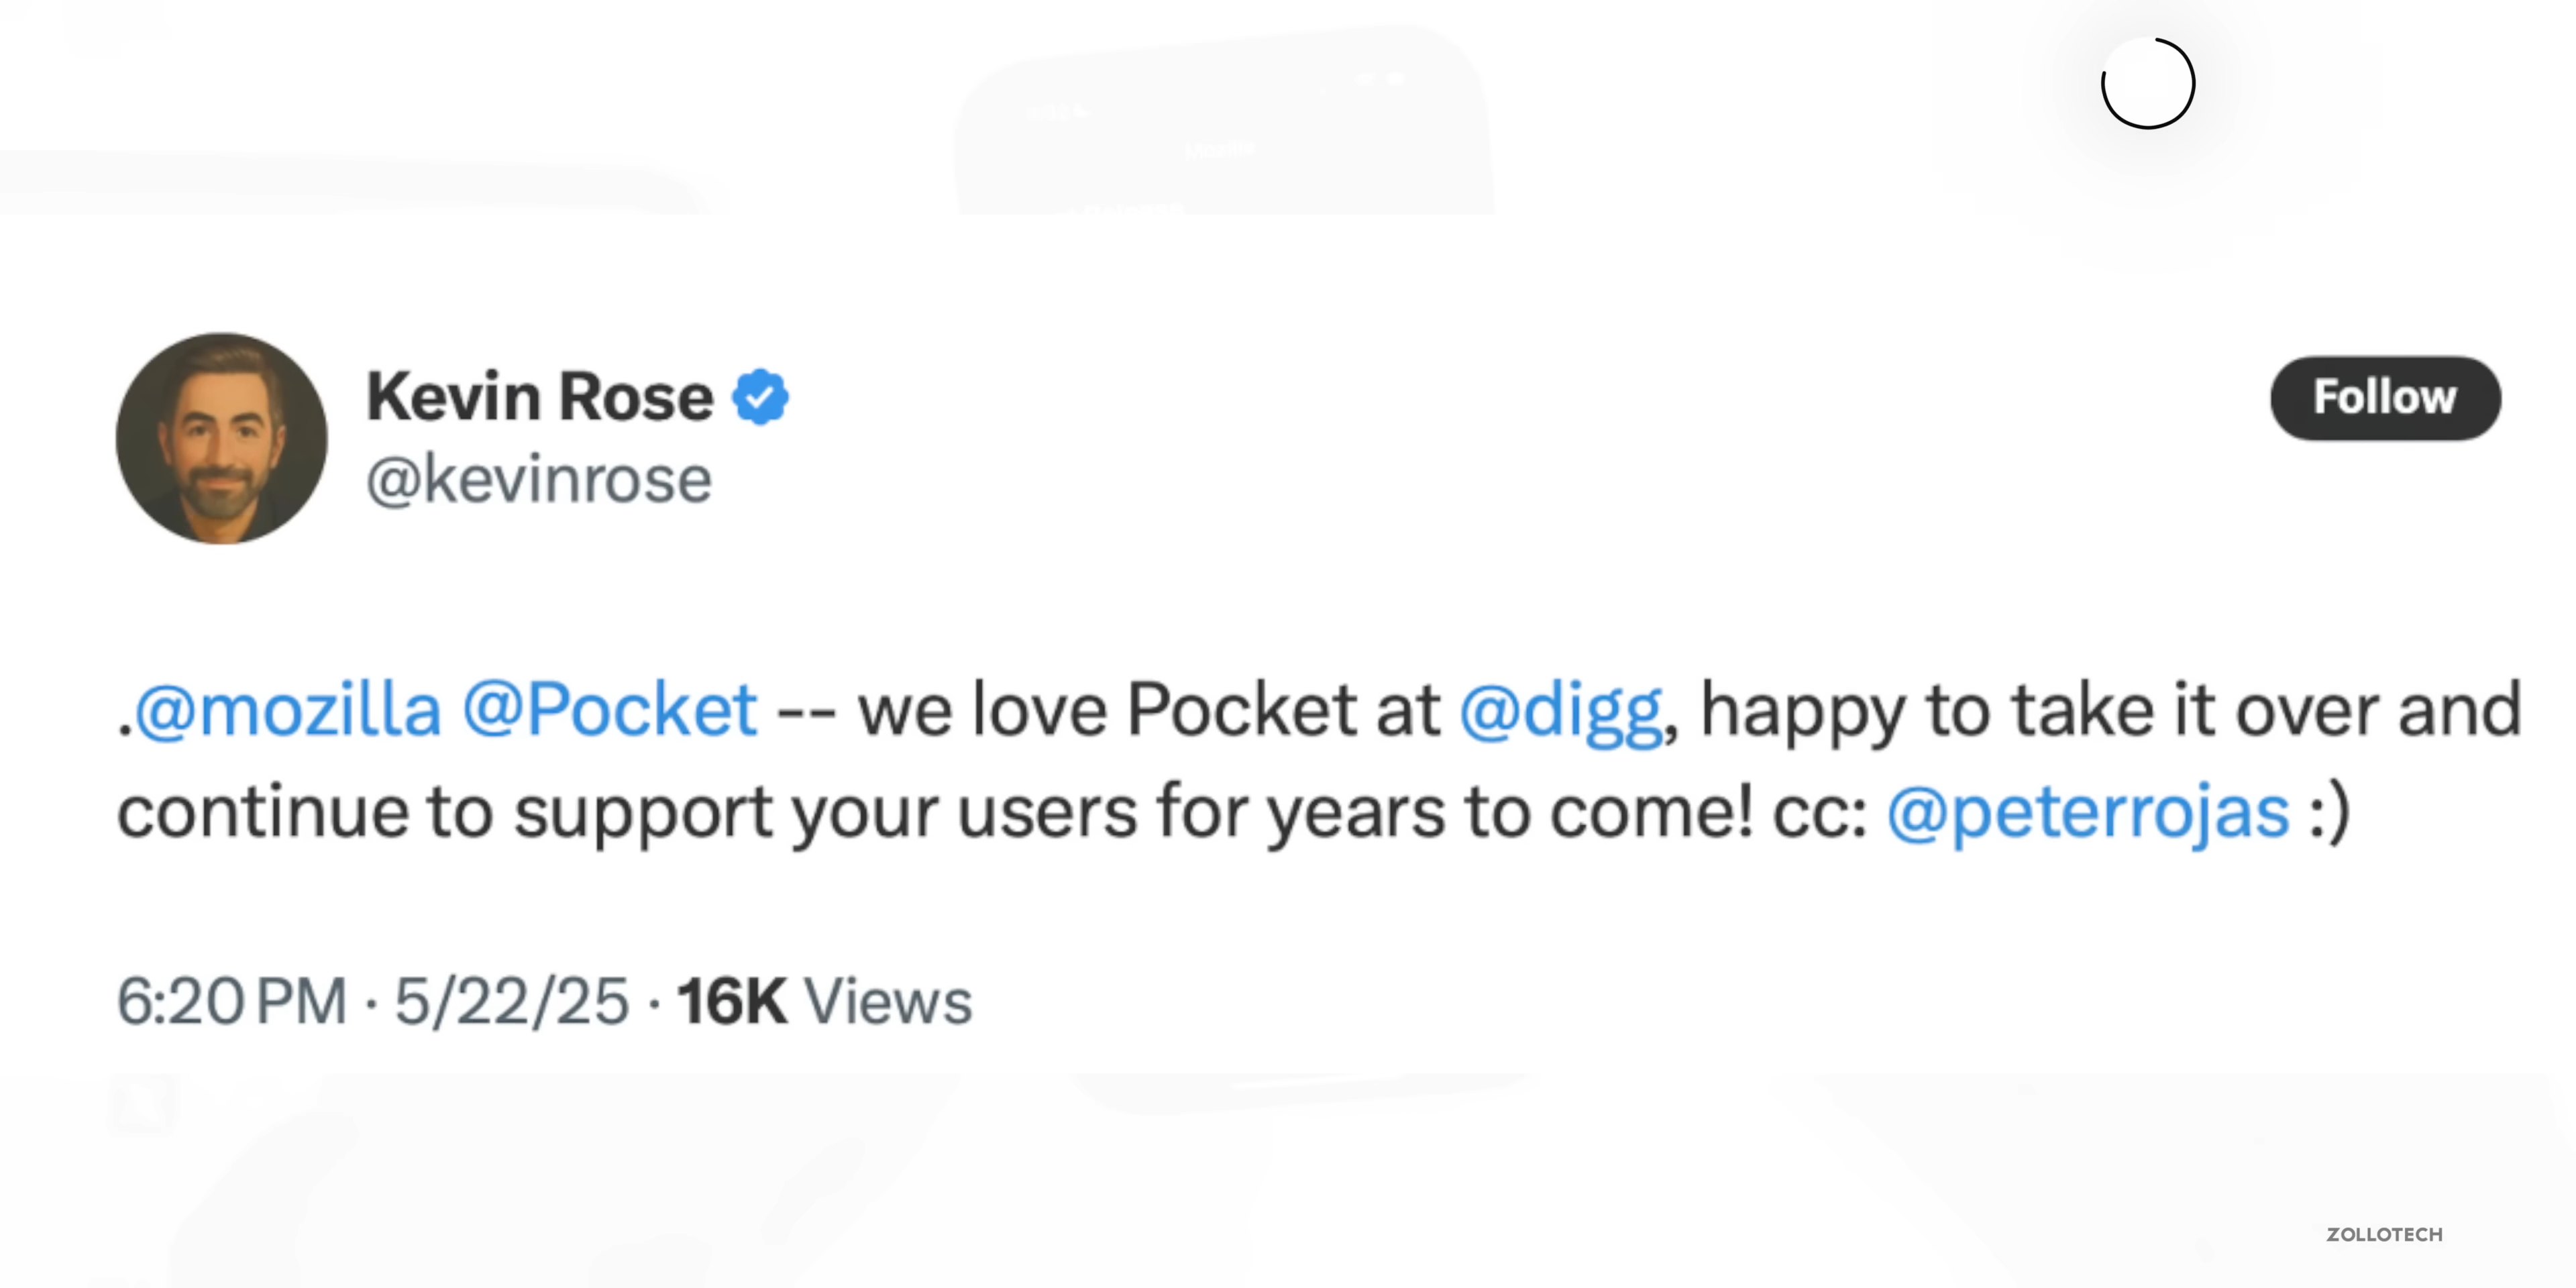 Kevin Rose
Follow
@kevinrose
.@mozilla @Pocket -- we love Pocket at @digg, happy to take it over and
continue to support your users for years to come! cc: @peterrojas :)
6:20 PM · 5/22/25 · 16K Views
ZOLLOTECH